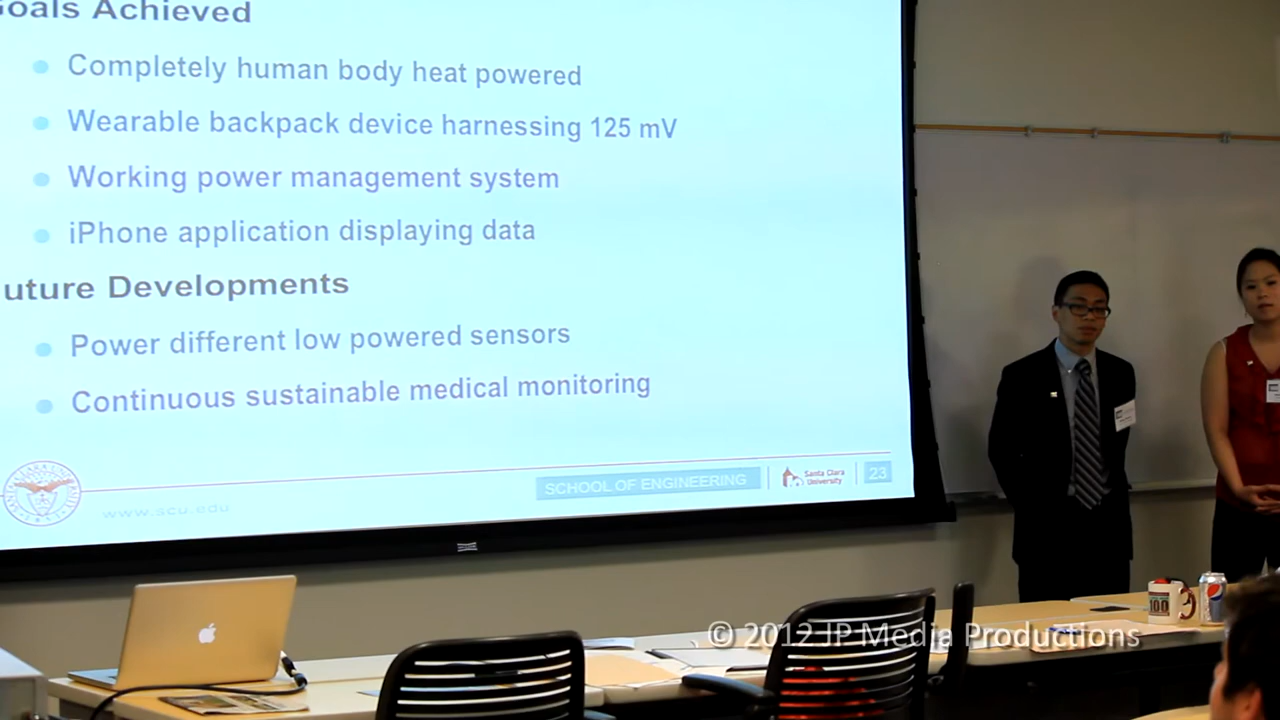 oals Achieved
Completely human body heat powered
Wearable backpack device harnessing 125 mV
Working power management system
iPhone application displaying data
uture Developments
Power different low powered sensors
Continuous sustainable medical monitoring
SCHOOL OF ENGINEERING
Santa Clara
University
23
www.scu.edu
100
© 2012 JP Media Productions